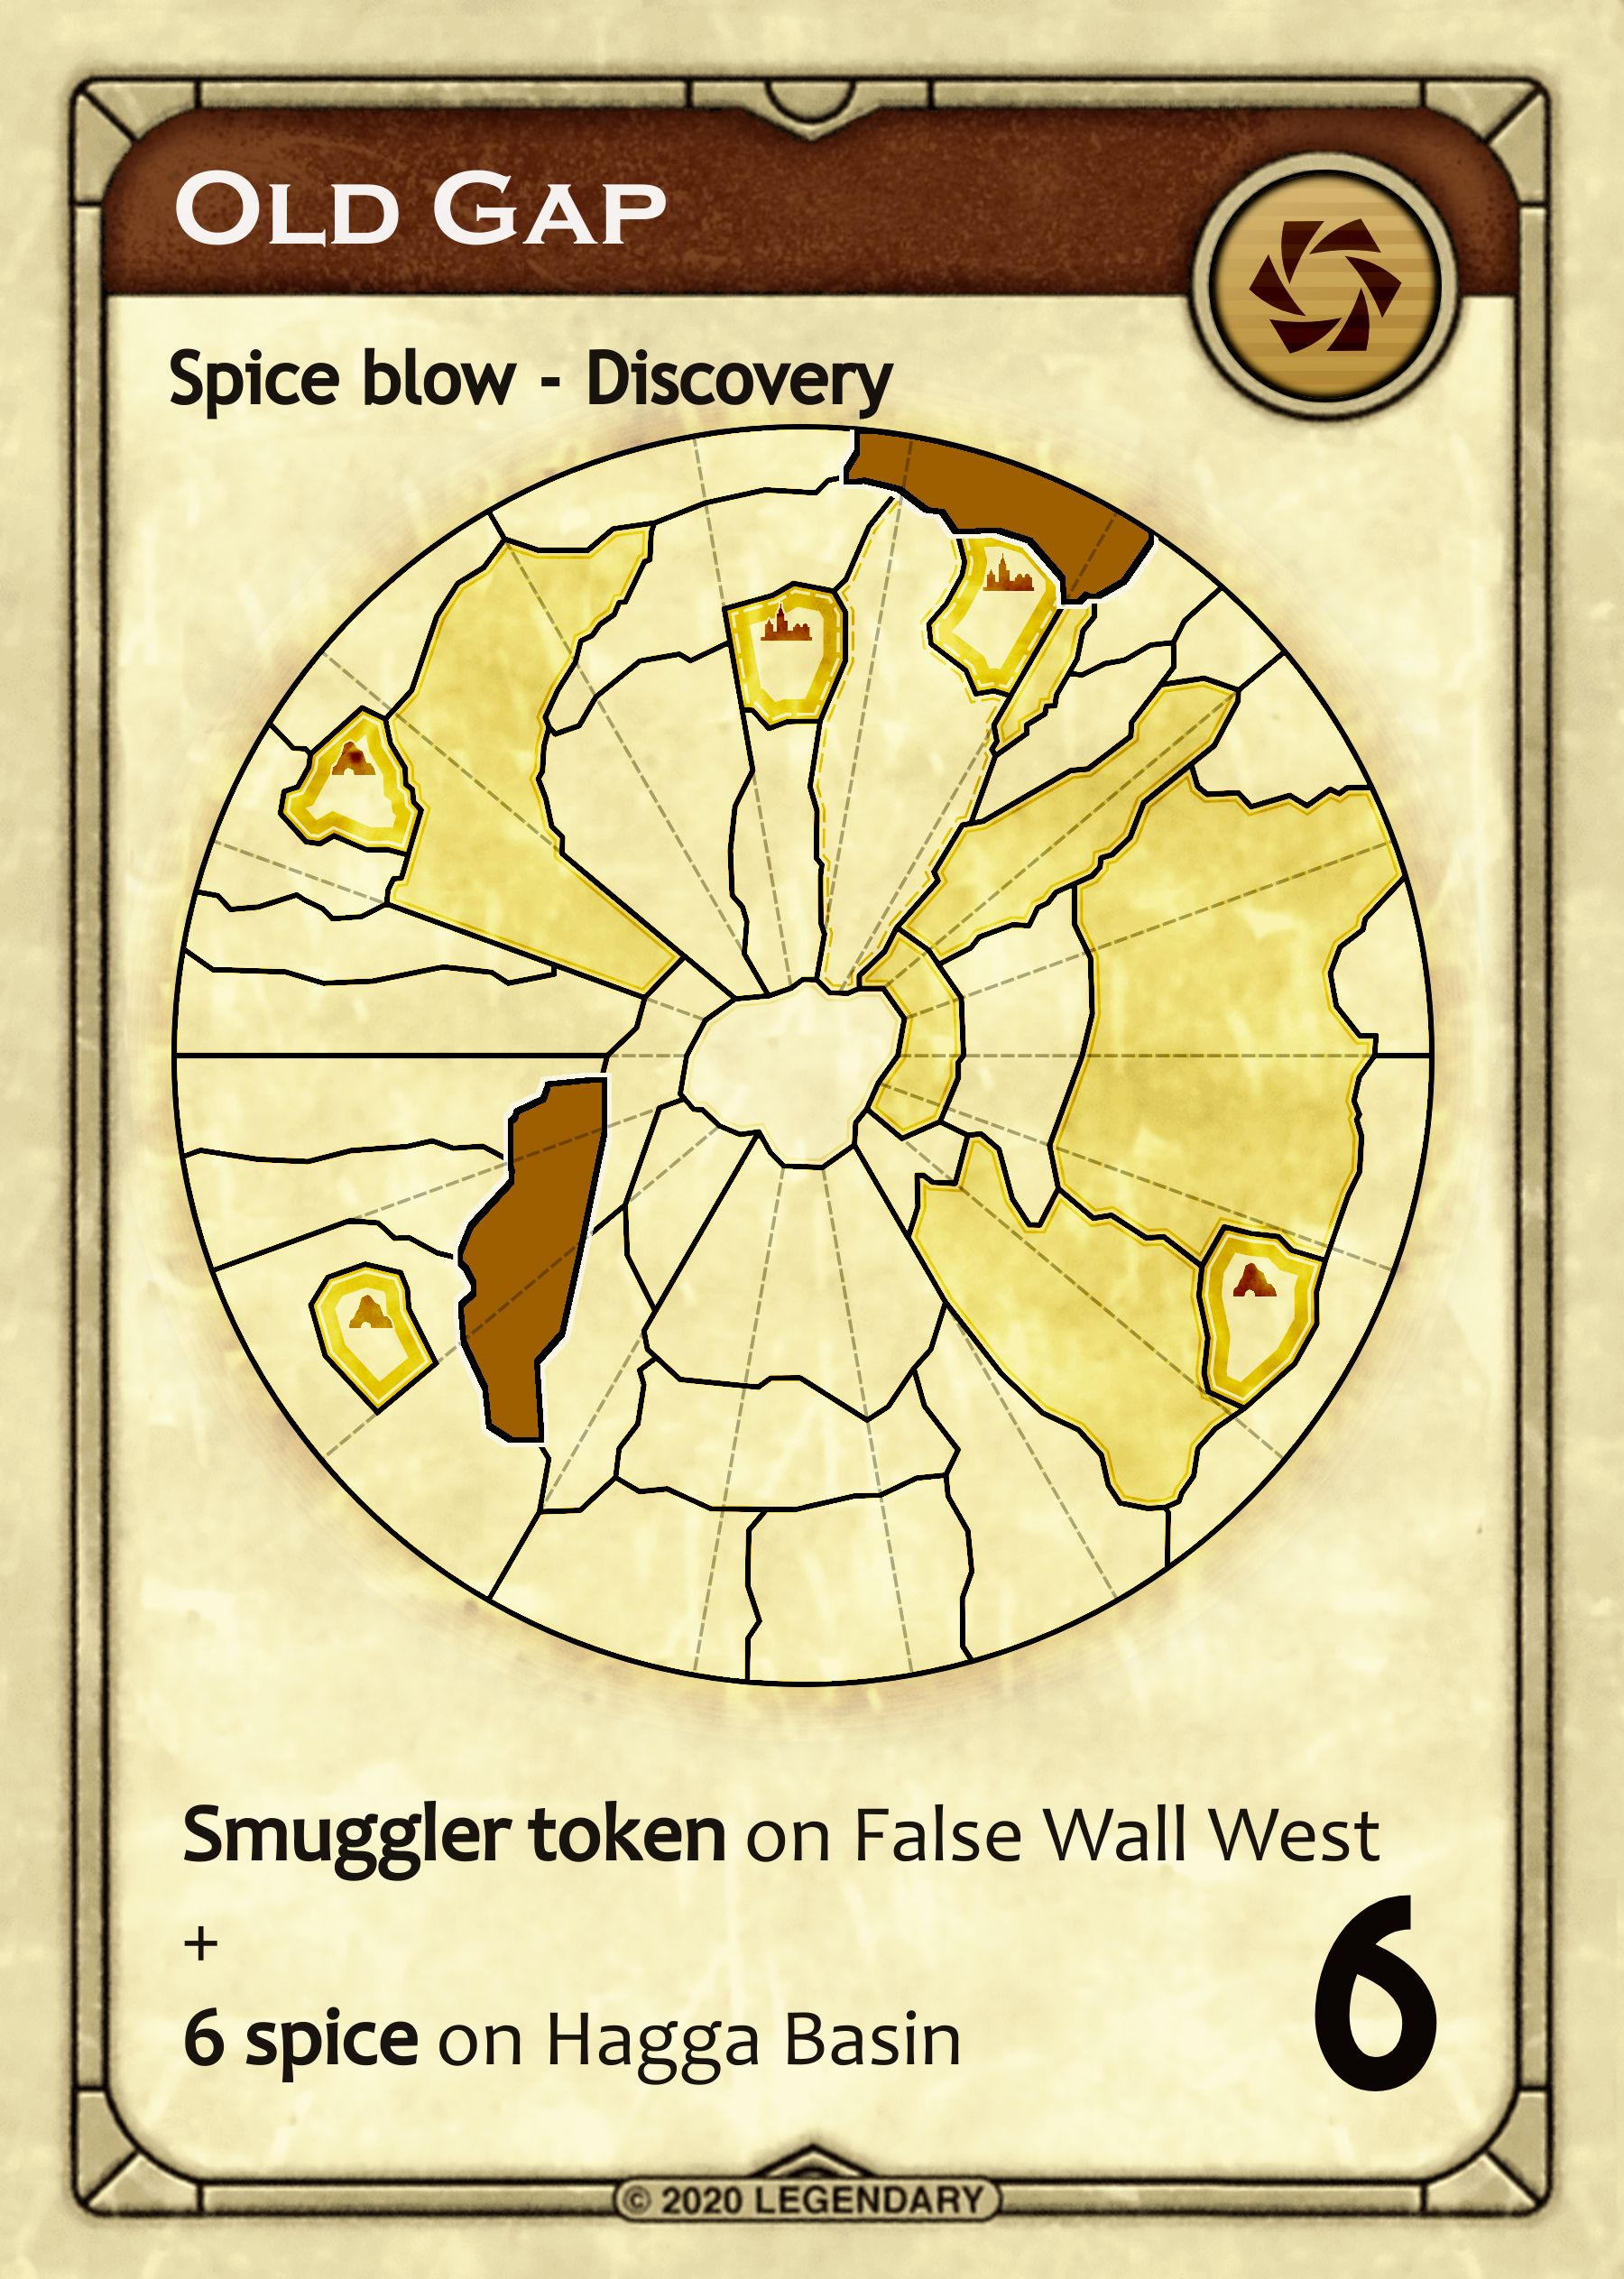 Old Gap
Spice blow - Discovery
Smuggler token on False Wall West
+
6 spice on Hagga Basin
6
© 2020 LEGENDARY